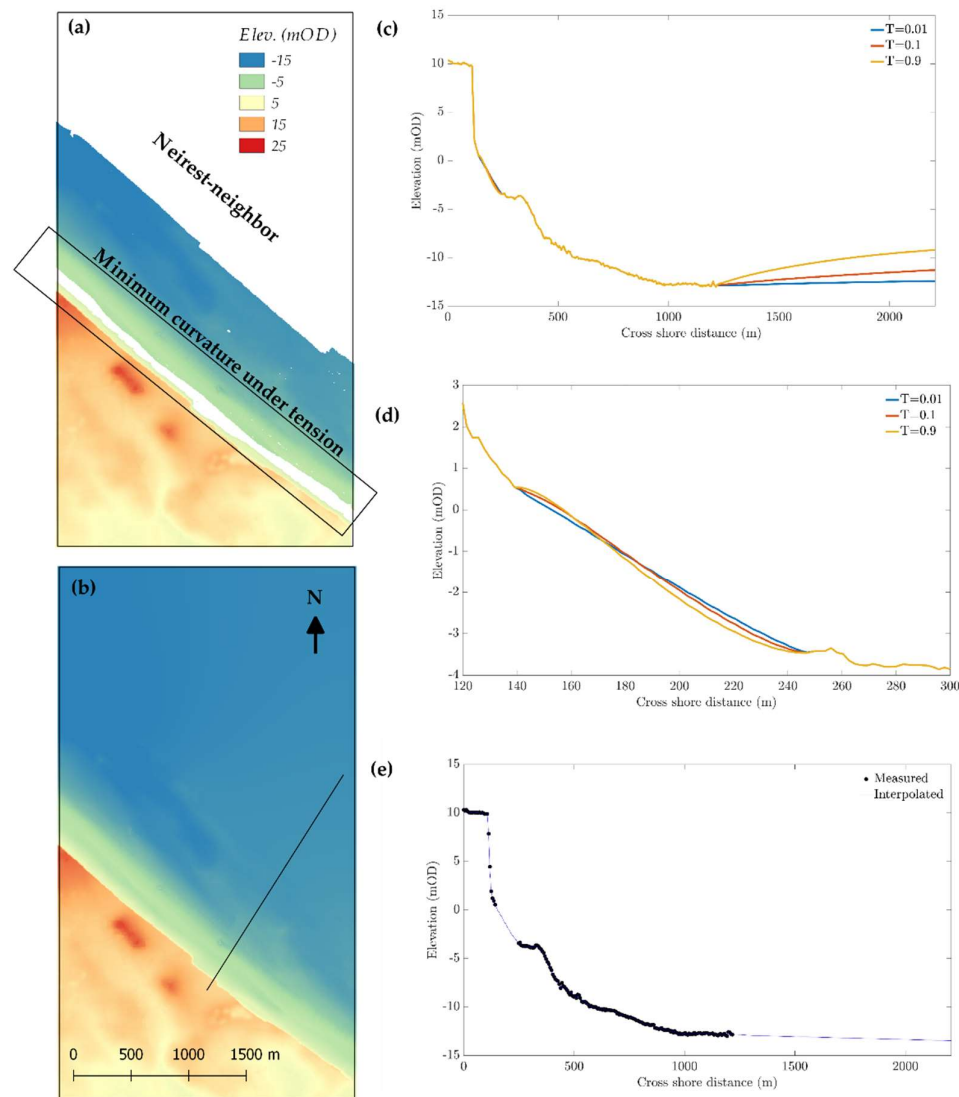 (a)
Elev. (mOD)
-15
-5
5
15
25
Neirest-neighbor
Minimum curvature under tension
(b)
N
0 500 1000 1500 m
(c)
Elevation (mOD)
15
10
5
0
-5
-10
-15
0 500 1000 1500 2000
Cross shore distance (m)
T=0.01
T=0.1
T=0.9
(d)
Elevation (mOD)
3
2
1
0
-1
-2
-3
-4
120 140 160 180 200 220 240 260 280 300
Cross shore distance (m)
T=0.01
T=0.1
T=0.9
(e)
Elevation (mOD)
15
10
5
0
-5
-10
-15
0 500 1000 1500 2000
Cross shore distance (m)
Measured
Interpolated